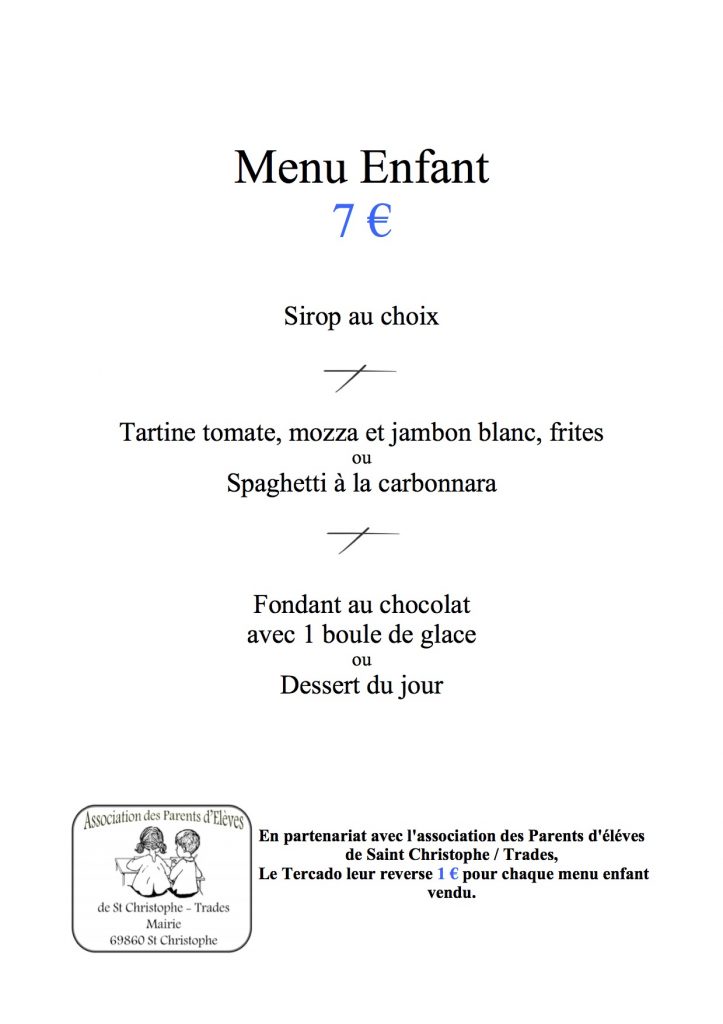 Menu Enfant
7 €
Sirop au choix
Tartine tomate, mozza et jambon blanc, frites
ou
Spaghetti à la carbonnara
Fondant au chocolat
avec 1 boule de glace
ou
Dessert du jour
Association des Parents d'Elèves
de St Christophe - Trades
Mairie
69860 St Christophe
En partenariat avec l'association des Parents d'éléves
de Saint Christophe / Trades,
Le Tercado leur reverse 1 € pour chaque menu enfant
vendu.